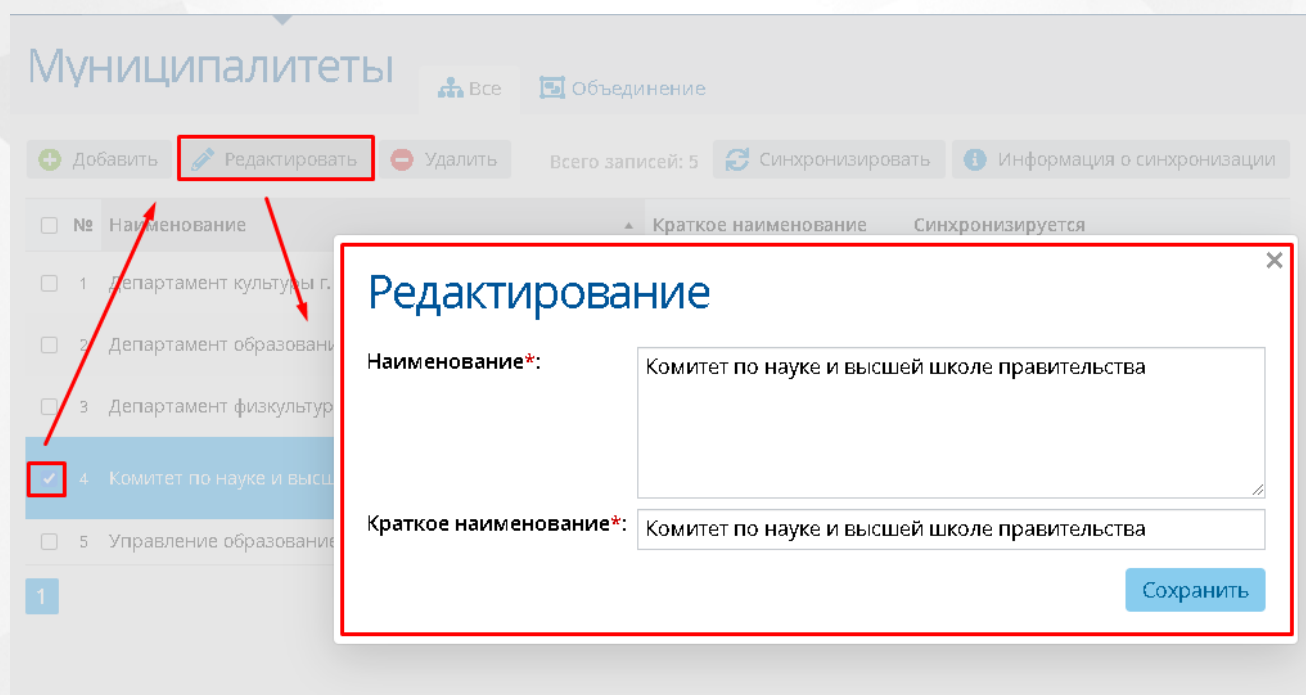 Муниципалитеты
Все Объединение
Добавить Редактировать Удалить Всего записей: 5 Синхронизировать Информация о синхронизации
№ Наименование Краткое наименование Синхронизируется
1 Департамент культуры г.
Редактирование
2 Департамент образовани
Наименование*: Комитет по науке и высшей школе правительства
3 Департамент физкультур
4 Комитет по науке и высш
Краткое наименование*: Комитет по науке и высшей школе правительства
5 Управление образование
1
Сохранить